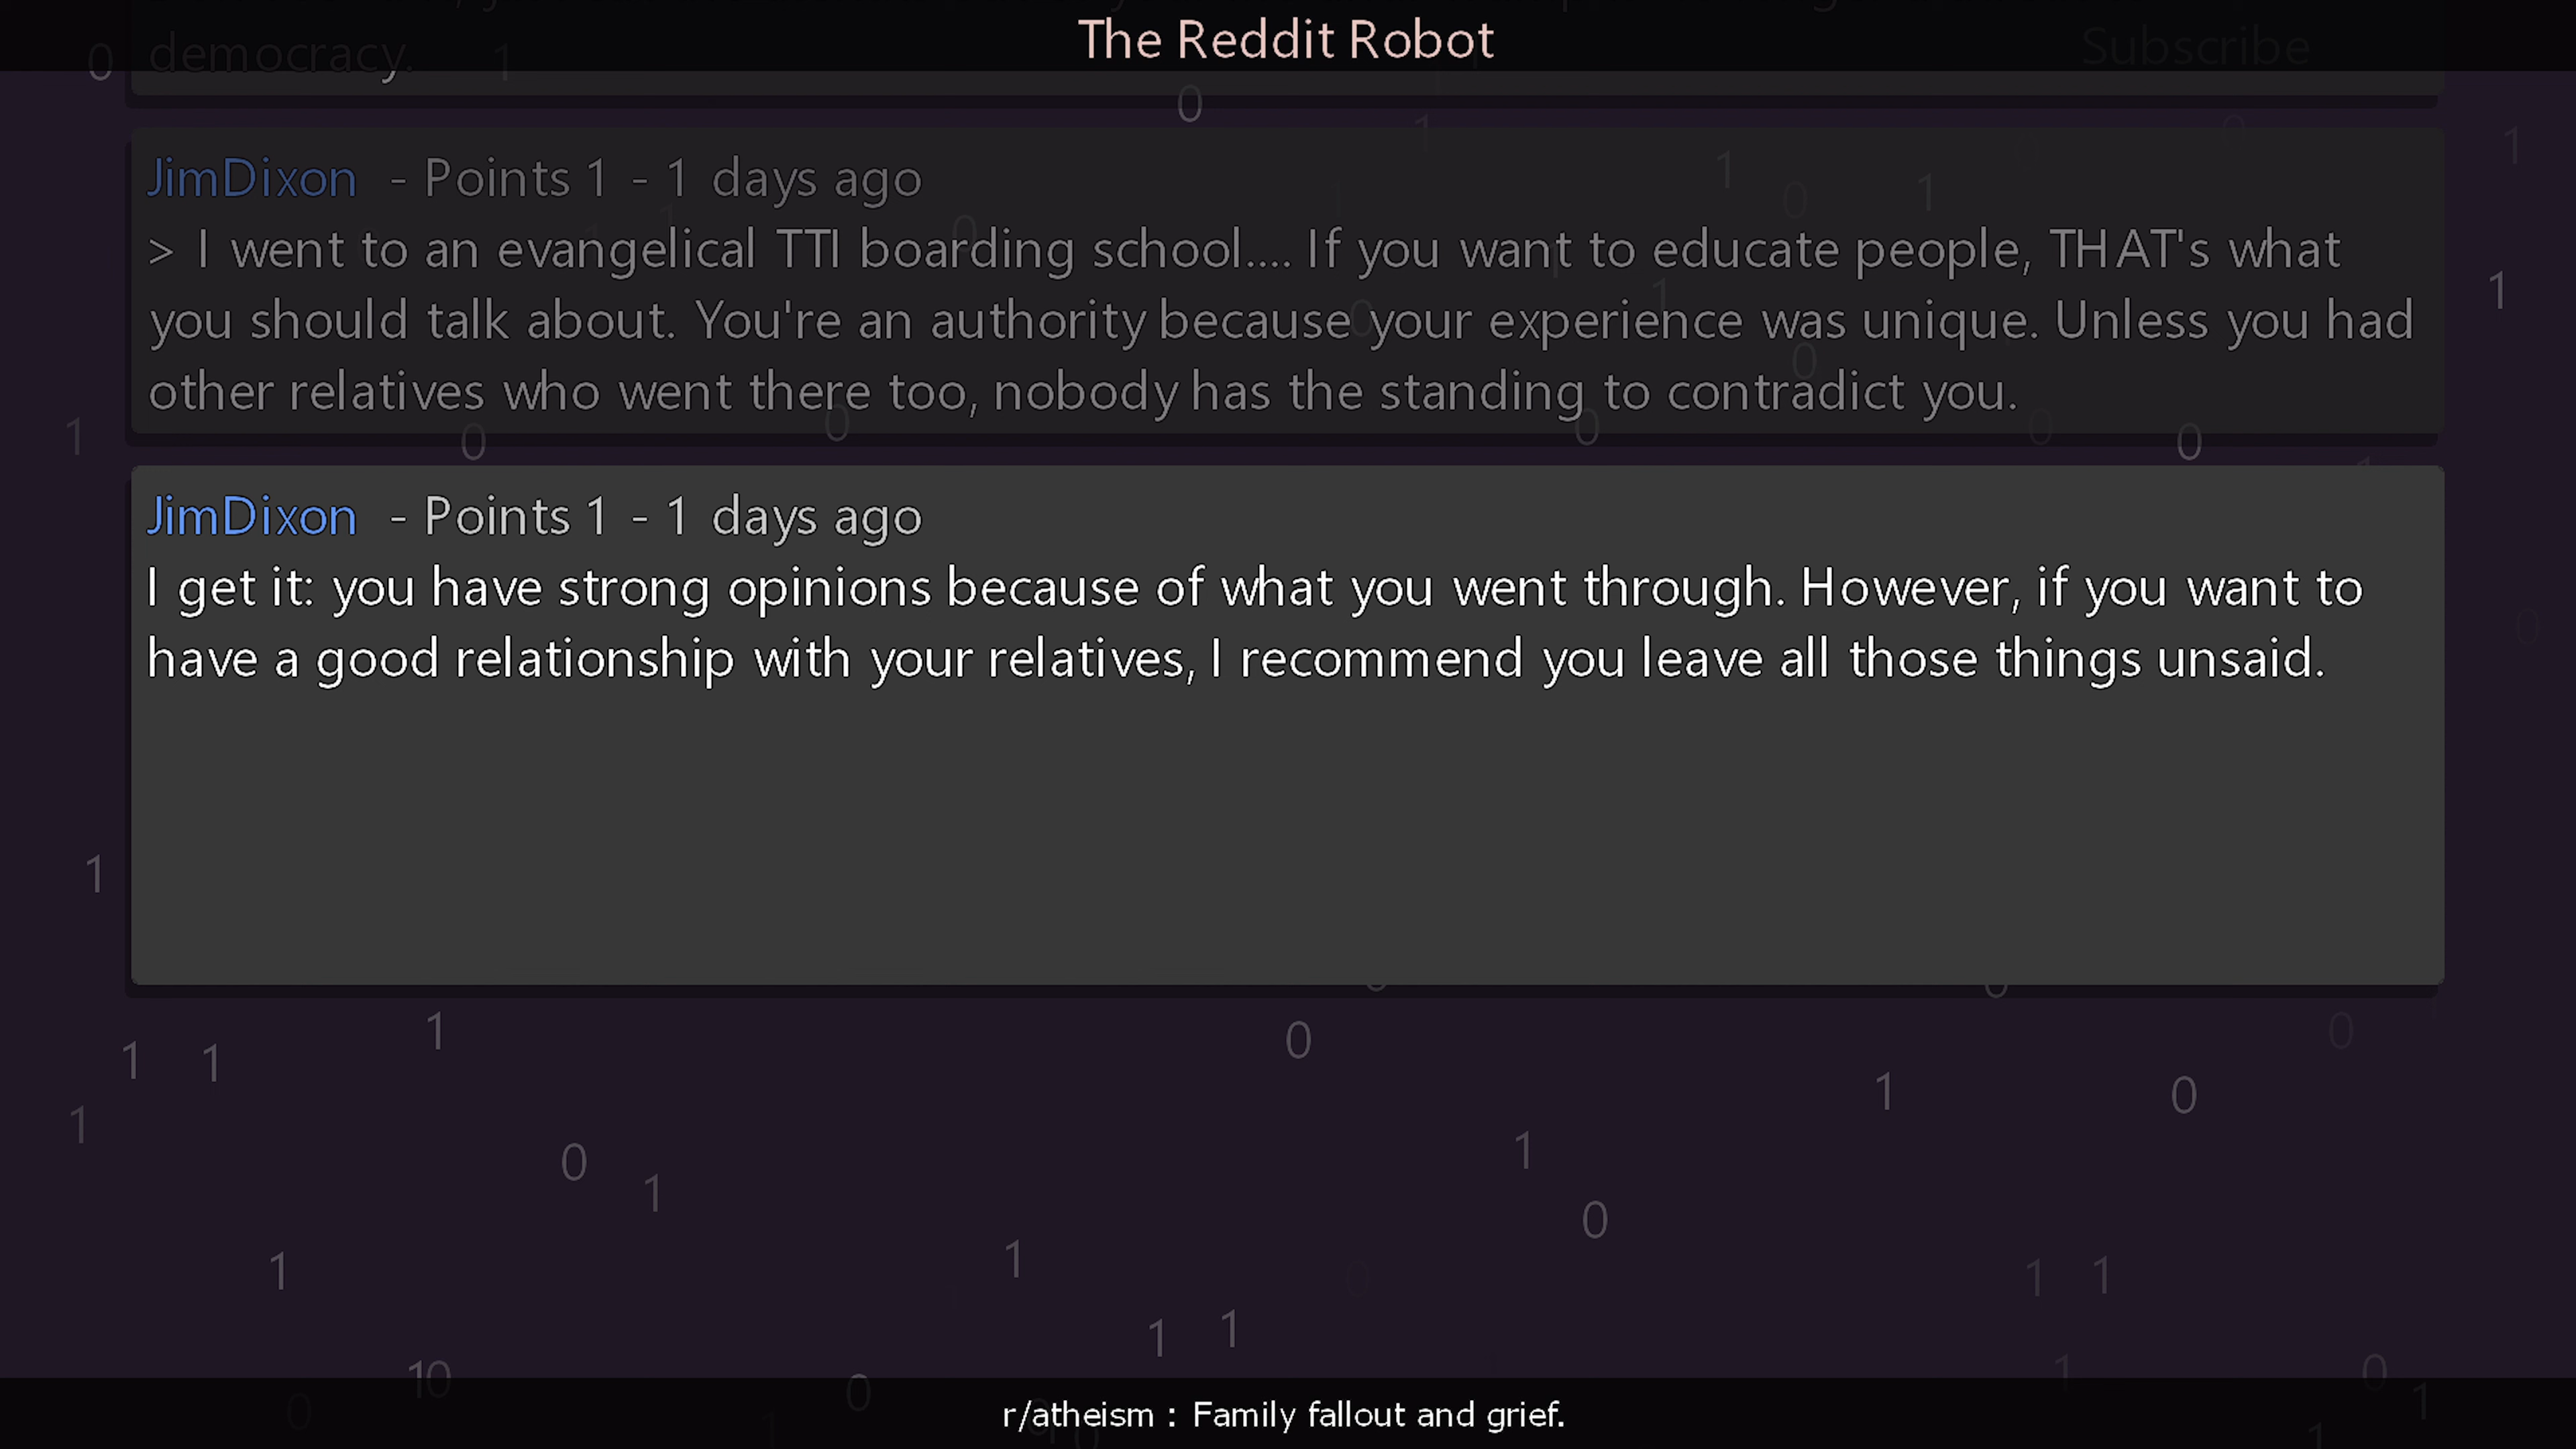 The Reddit Robot
democracy.
Subscribe
JimDixon - Points 1 - 1 days ago
> I went to an evangelical TTI boarding school.... If you want to educate people, THAT's what
you should talk about. You're an authority because your experience was unique. Unless you had
other relatives who went there too, nobody has the standing to contradict you.
JimDixon - Points 1 - 1 days ago
I get it: you have strong opinions because of what you went through. However, if you want to
have a good relationship with your relatives, I recommend you leave all those things unsaid.
r/atheism : Family fallout and grief.